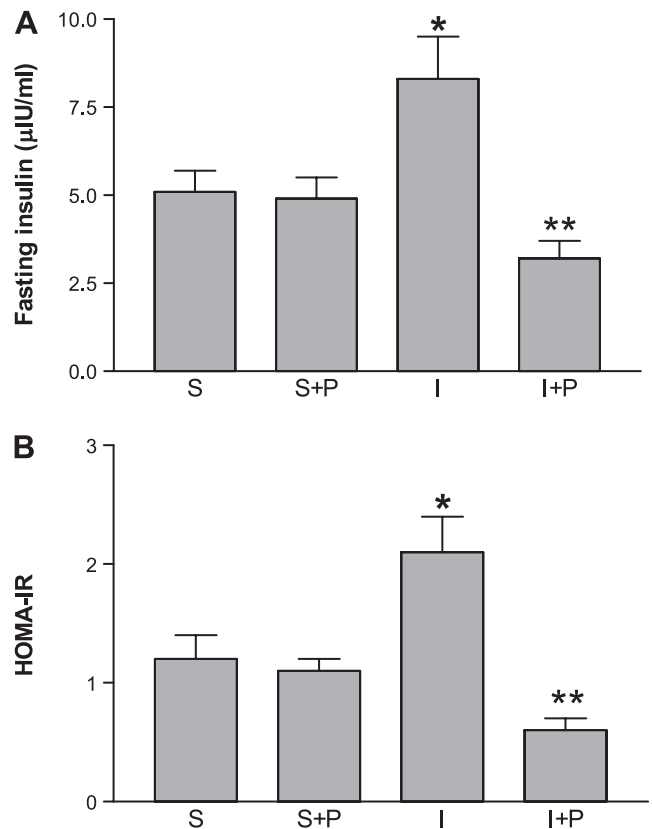 A
Fasting insulin (µIU/ml)
10.0
7.5
5.0
2.5
0.0
*
**
S S+P I I+P
B
HOMA-IR
3
2
1
0
*
**
S S+P I I+P